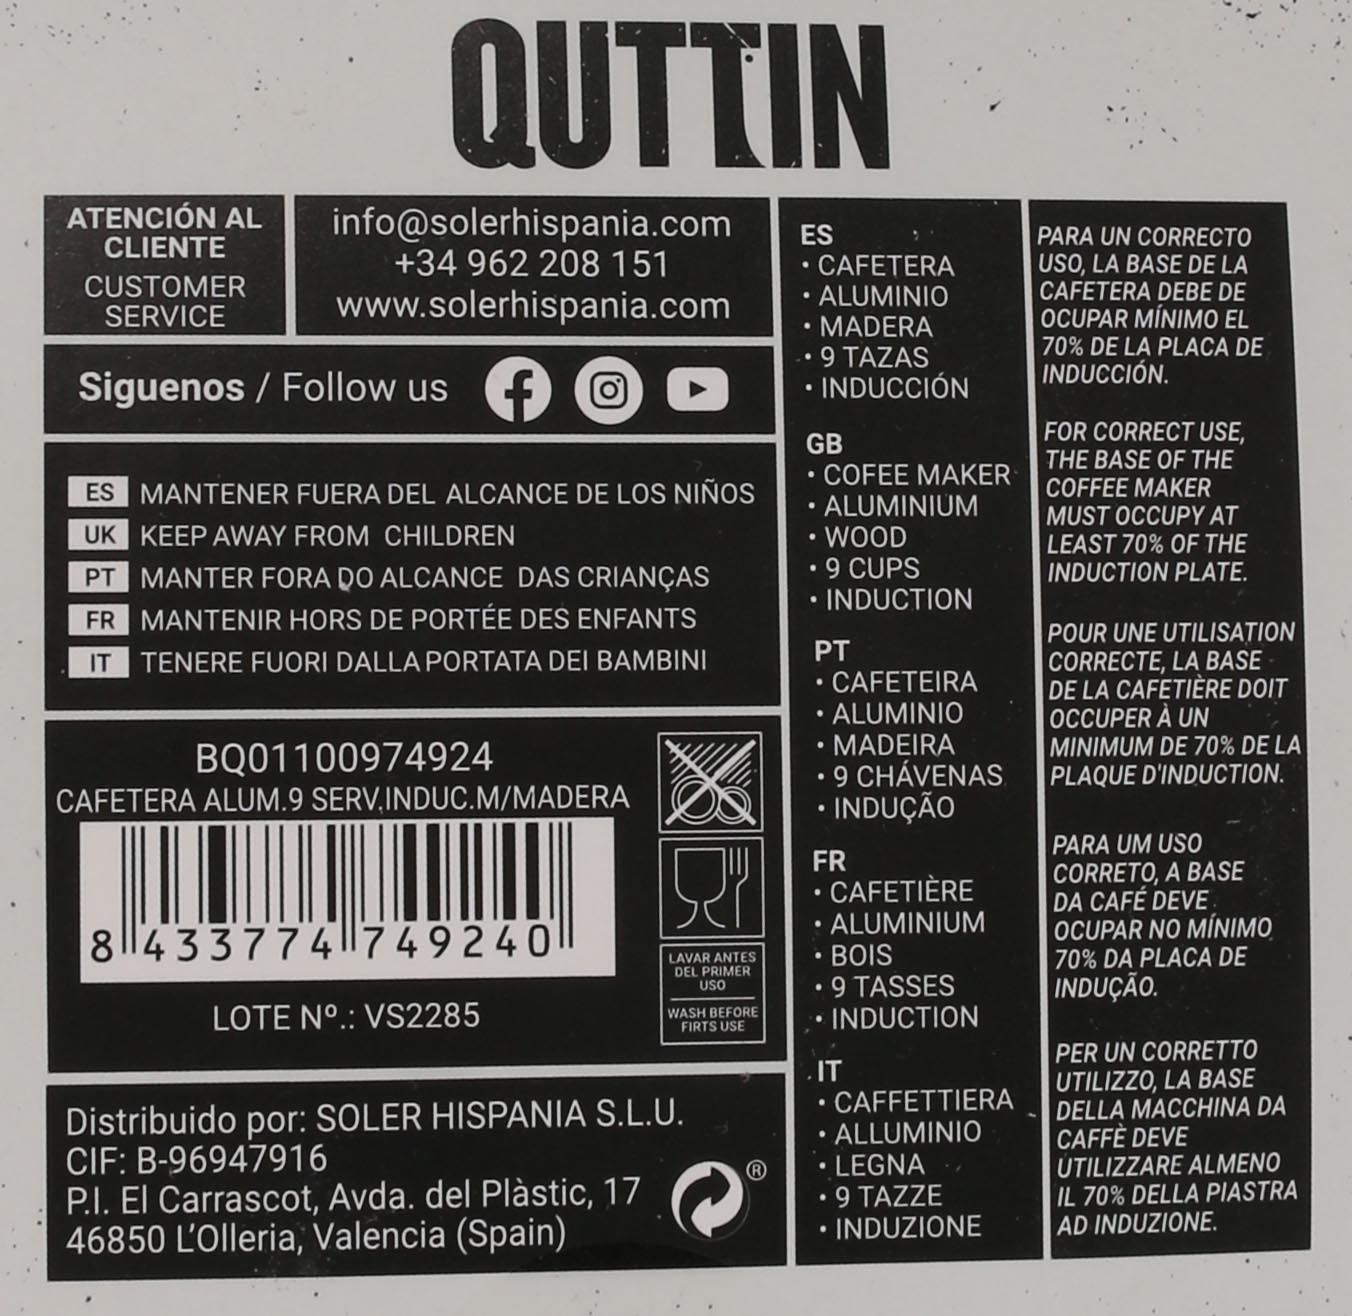 QUTTIN
ATENCIÓN AL
CLIENTE
CUSTOMER
SERVICE
info@solerhispania.com
+34 962 208 151
www.solerhispania.com
Siguenos / Follow us
ES MANTENER FUERA DEL ALCANCE DE LOS NIÑOS
UK KEEP AWAY FROM CHILDREN
PT MANTER FORA DO ALCANCE DAS CRIANÇAS
FR MANTENIR HORS DE PORTÉE DES ENFANTS
IT TENERE FUORI DALLA PORTATA DEI BAMBINI
BQ01100974924
CAFETERA ALUM.9 SERV.INDUC.M/MADERA
8 433774 749240
LOTE Nº.: VS2285
LAVAR ANTES
DEL PRIMER
USO
WASH BEFORE
FIRTS USE
Distribuido por: SOLER HISPANIA S.L.U.
CIF: B-96947916
P.I. El Carrascot, Avda. del Plàstic, 17
46850 L'Olleria, Valencia (Spain)
®
ES
• CAFETERA
• ALUMINIO
• MADERA
• 9 TAZAS
• INDUCCIÓN
GB
• COFEE MAKER
• ALUMINIUM
• WOOD
• 9 CUPS
• INDUCTION
PT
• CAFETEIRA
• ALUMINIO
• MADEIRA
• 9 CHÁVENAS
• INDUÇÃO
FR
• CAFETIÈRE
• ALUMINIUM
• BOIS
• 9 TASSES
• INDUCTION
IT
• CAFFETTIERA
• ALLUMINIO
• LEGNA
• 9 TAZZE
• INDUZIONE
PARA UN CORRECTO
USO, LA BASE DE LA
CAFETERA DEBE DE
OCUPAR MÍNIMO EL
70% DE LA PLACA DE
INDUCCIÓN.
FOR CORRECT USE,
THE BASE OF THE
COFFEE MAKER
MUST OCCUPY AT
LEAST 70% OF THE
INDUCTION PLATE.
POUR UNE UTILISATION
CORRECTE, LA BASE
DE LA CAFETIÈRE DOIT
OCCUPER À UN
MINIMUM DE 70% DE LA
PLAQUE D'INDUCTION.
PARA UM USO
CORRETO, A BASE
DA CAFÉ DEVE
OCUPAR NO MÍNIMO
70% DA PLACA DE
INDUÇÃO.
PER UN CORRETTO
UTILIZZO, LA BASE
DELLA MACCHINA DA
CAFFÈ DEVE
UTILIZZARE ALMENO
IL 70% DELLA PIASTRA
AD INDUZIONE.